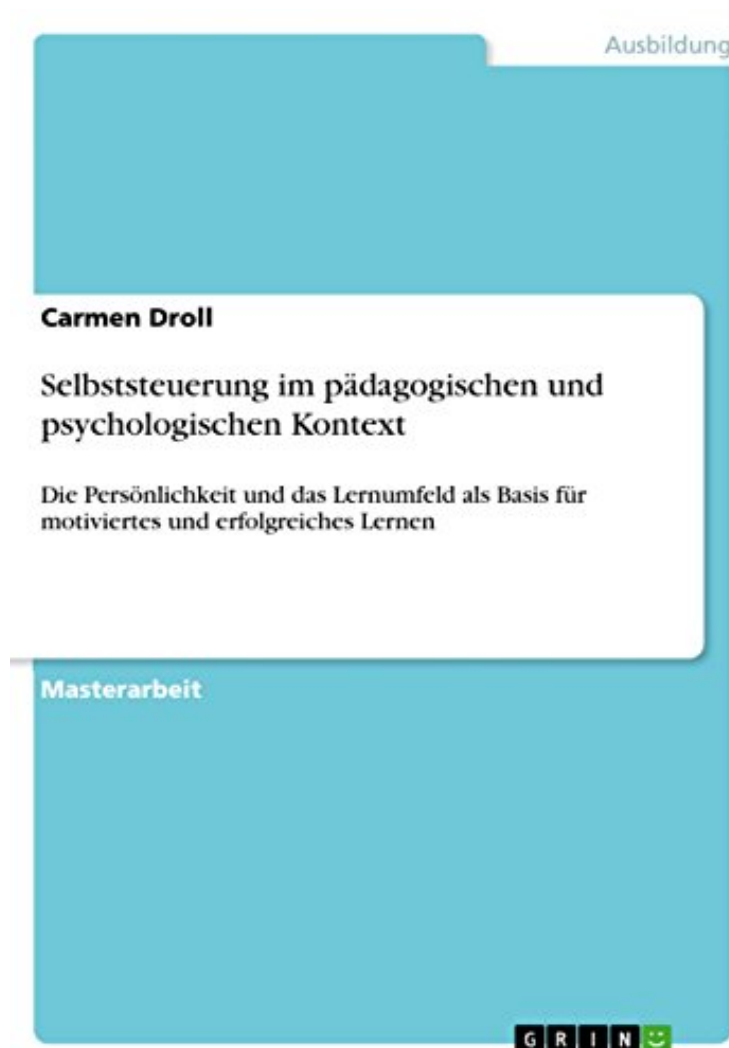 Ausbildung
Carmen Droll
Selbststeuerung im pädagogischen und
psychologischen Kontext
Die Persönlichkeit und das Lernumfeld als Basis für
motiviertes und erfolgreiches Lernen
Masterarbeit
GRIN